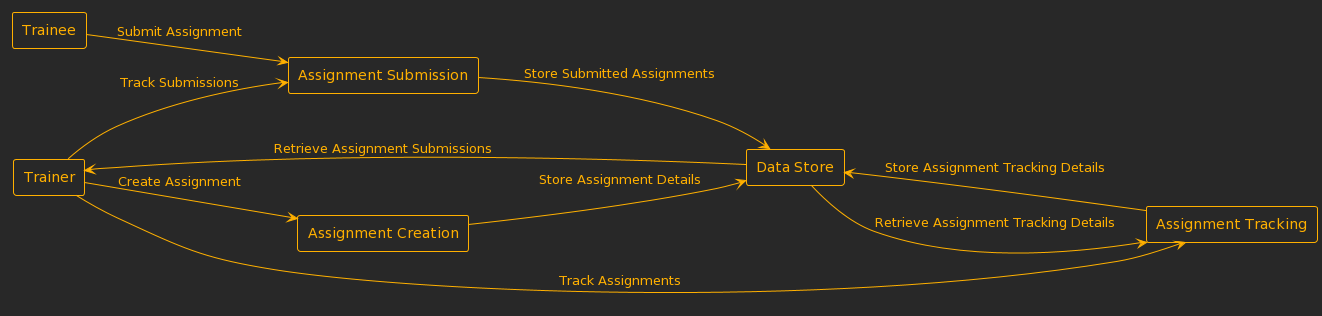 Trainee
Submit Assignment
Track Submissions
Assignment Submission
Store Submitted Assignments
Retrieve Assignment Submissions
Trainer
Create Assignment
Store Assignment Details
Data Store
Store Assignment Tracking Details
Retrieve Assignment Tracking Details
Assignment Tracking
Assignment Creation
Track Assignments